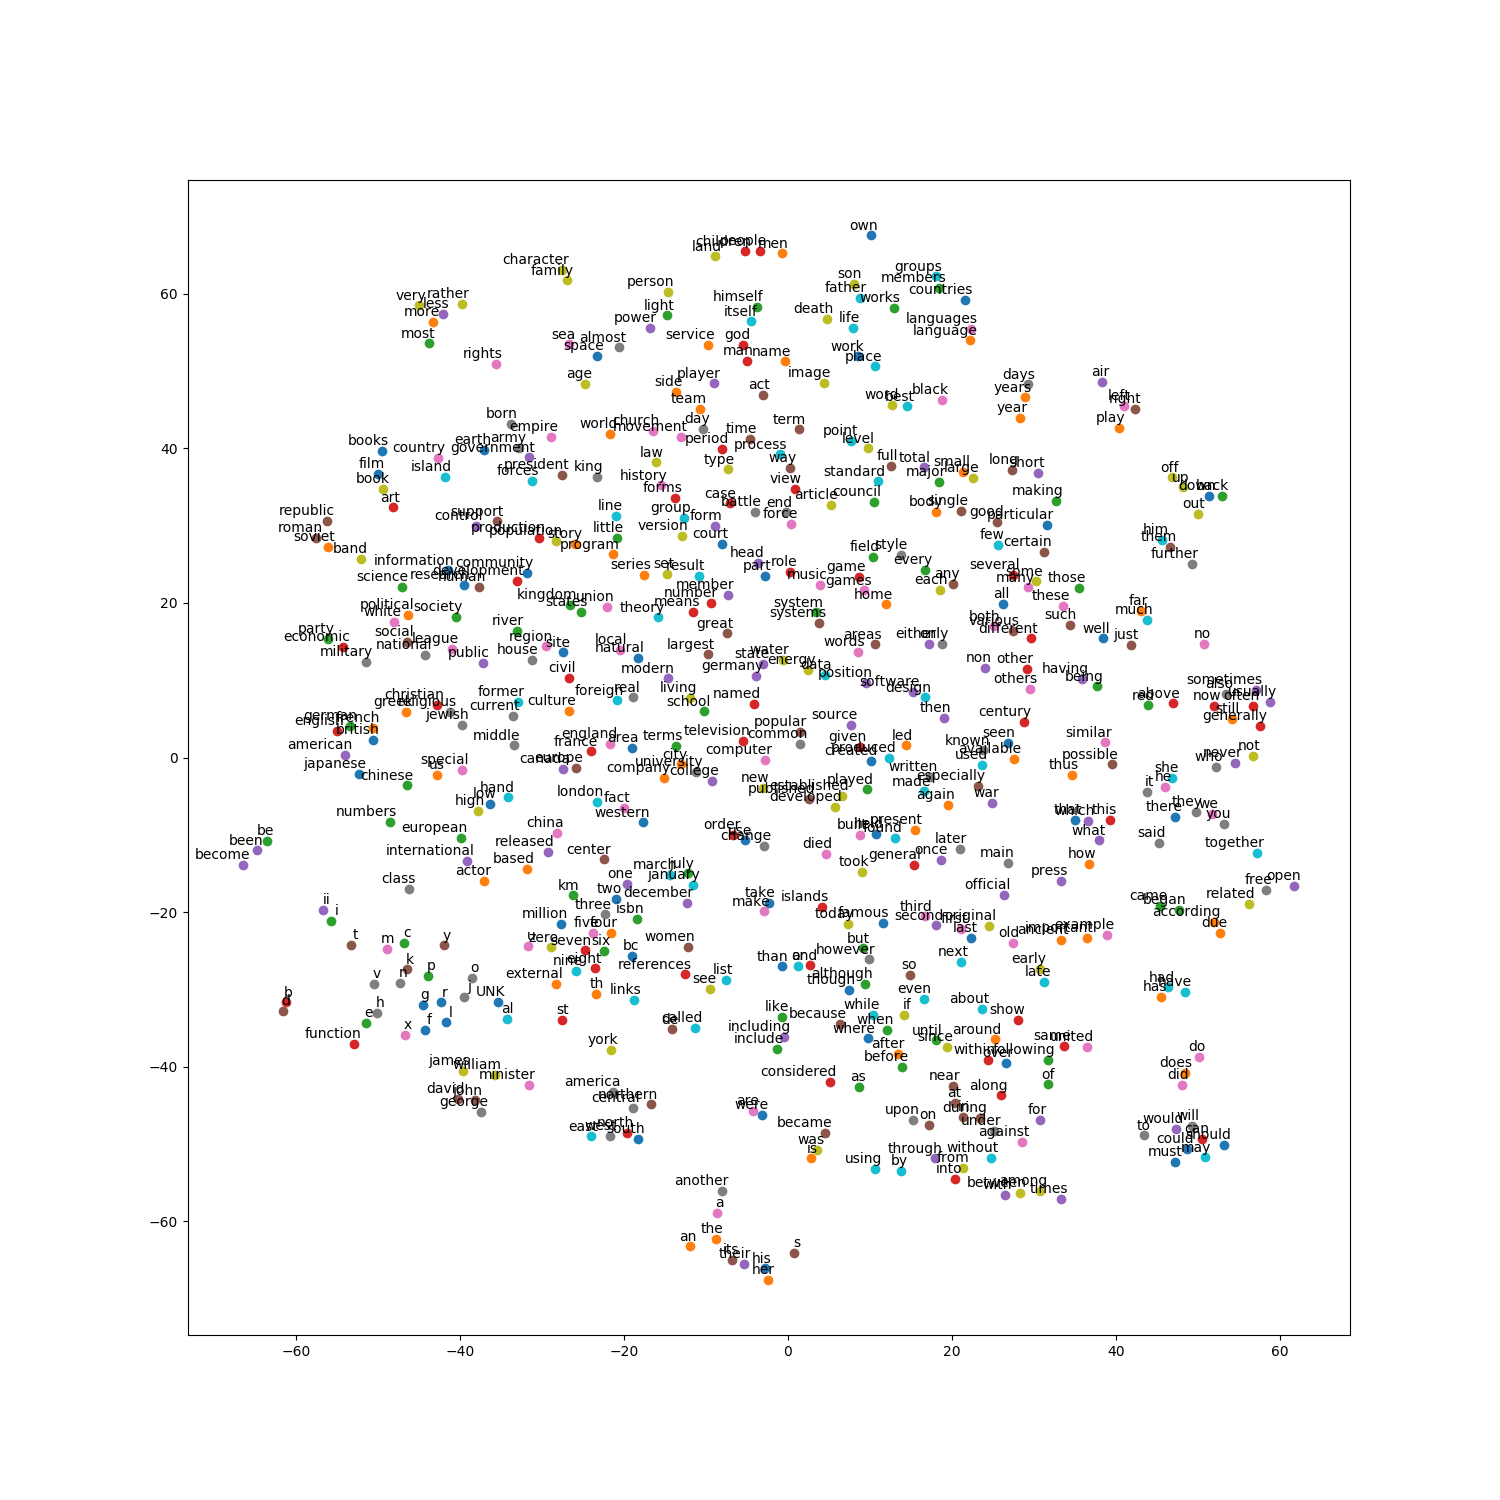 own
children
people
men
land
character
family
groups
members
countries
person
son
father
works
very
rather
less
more
most
himself
itself
light
power
death
life
languages
language
sea
almost
space
service
god
man
name
work
place
rights
age
side
player
act
image
word
best
black
days
years
year
air
left
right
play
team
born
empire
world
church
movement
day
time
term
point
level
books
country
earth
army
government
film
island
book
art
president
forces
king
law
history
forms
type
period
process
way
view
standard
full
total
small
large
major
long
short
making
off
up
down
back
out
republic
roman
soviet
band
support
control
production
population
story
program
line
little
group
version
form
case
battle
end
force
court
article
council
body
single
good
particular
few
certain
him
them
further
information
community
development
research
human
science
series
set
result
head
part
role
member
number
means
music
game
games
field
style
every
any
each
home
several
some
many
those
these
all
such
far
much
political
white
society
kingdom
union
states
theory
system
systems
great
party
economic
military
social
national
league
river
region
house
site
public
local
natural
largest
areas
words
either
only
both
various
different
well
just
no
civil
modern
germany
state
water
energy
data
position
software
design
non
other
others
having
being
christian
greek
religious
jewish
former
current
culture
foreign
real
living
school
named
then
century
red
above
sometimes
also
usually
now
often
still
generally
german
english
french
british
american
japanese
chinese
middle
special
us
england
france
area
canada
europe
terms
television
computer
popular
common
source
given
produced
created
led
seen
known
available
used
similar
possible
thus
not
never
who
numbers
hand
low
high
london
fact
western
company
city
university
college
new
established
published
developed
played
written
made
especially
again
war
she
he
it
they
we
you
there
together
be
been
become
european
china
released
international
order
use
change
built
found
present
that
which
this
what
said
actor
based
center
class
km
one
two
three
march
july
january
december
died
general
once
later
main
how
took
press
official
free
open
ii
i
million
isbn
take
make
islands
today
famous
third
second
first
original
last
came
began
according
related
due
t
m
c
y
z
zero
five
four
seven
six
nine
eight
bc
women
references
than
or
and
but
however
although
though
old
ancient
important
example
next
early
late
v
n
k
p
o
j
b
d
h
g
r
UNK
al
e
f
l
x
function
external
th
links
st
list
see
so
even
had
have
has
called
de
like
including
include
because
while
if
when
where
about
show
york
james
william
minister
until
since
around
same
united
within
over
following
after
before
do
does
did
david
john
george
america
northern
central
considered
as
near
at
along
of
north
east
west
south
are
were
became
was
is
upon
on
during
under
against
for
would
will
to
can
could
should
must
may
using
by
through
from
into
without
between
with
among
times
another
a
the
an
its
their
his
her
s
60
40
20
0
−20
−40
−60
−60
−40
−20
0
20
40
60